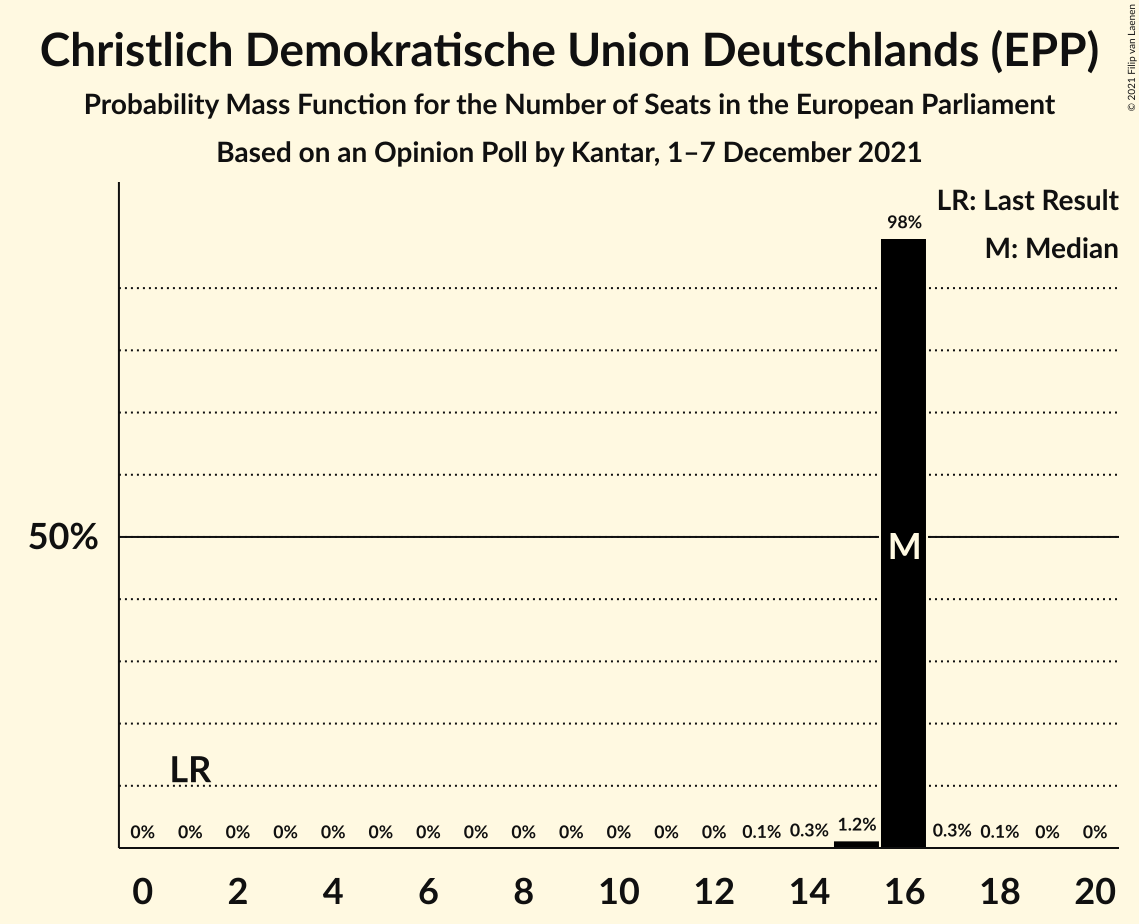 Christlich Demokratische Union Deutschlands (EPP)
Probability Mass Function for the Number of Seats in the European Parliament
Based on an Opinion Poll by Kantar, 1–7 December 2021
© 2021 Filip van Laenen
LR: Last Result
M: Median
98%
50%
M
LR
0% 0% 0% 0% 0% 0% 0% 0% 0% 0% 0% 0% 0% 0.1% 0.3% 1.2% 0.3% 0.1% 0% 0%
0 2 4 6 8 10 12 14 16 18 20